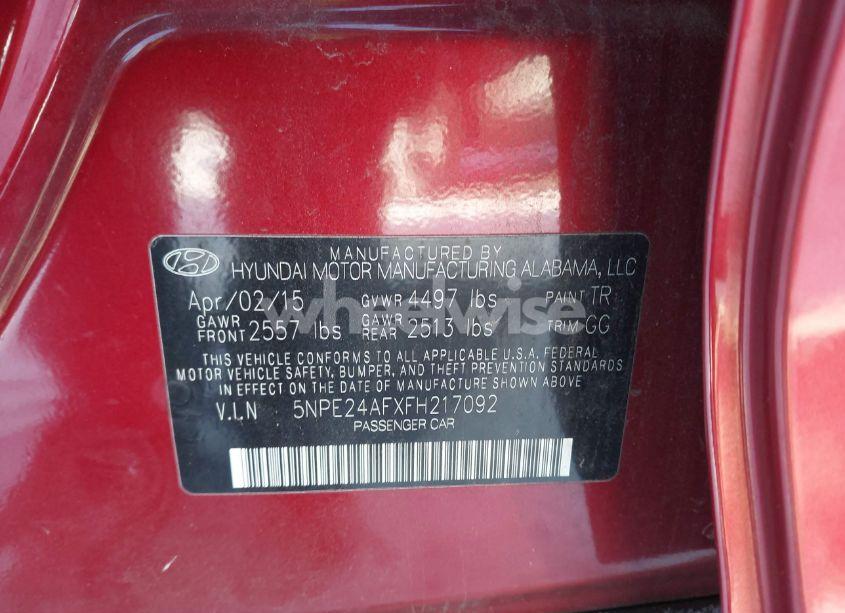 MANUFACTURED BY
HYUNDAI MOTOR MANUFACTURING ALABAMA, LLC
Apr/02/15 GVWR 4497 lbs PAINT TR
GAWR FRONT 2557 lbs GAWR REAR 2513 lbs TRIM GG
THIS VEHICLE CONFORMS TO ALL APPLICABLE U.S.A. FEDERAL
MOTOR VEHICLE SAFETY, BUMPER, AND THEFT PREVENTION STANDARDS
IN EFFECT ON THE DATE OF MANUFACTURE SHOWN ABOVE
V.I.N 5NPE24AFXFH217092
PASSENGER CAR
wheelwise